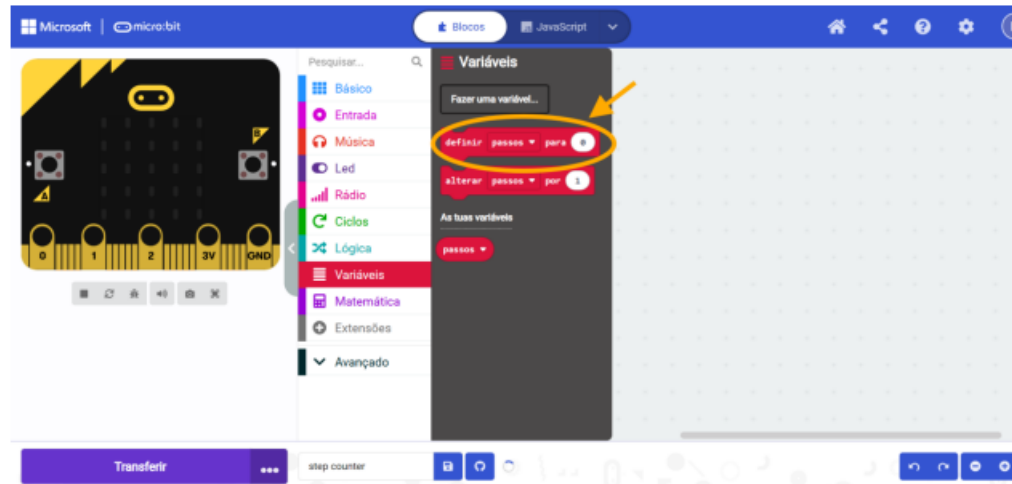 Microsoft | micro:bit
Blocos
JavaScript
Pesquisar...
Básico
Entrada
Música
Led
Rádio
Ciclos
Lógica
Variáveis
Matemática
Extensões
Avançado
Variáveis
Fazer uma variável...
definir passos para 0
alterar passos por 1
As tuas variáveis
passos
B
A
0 1 2 3V GND
Transferir
step counter